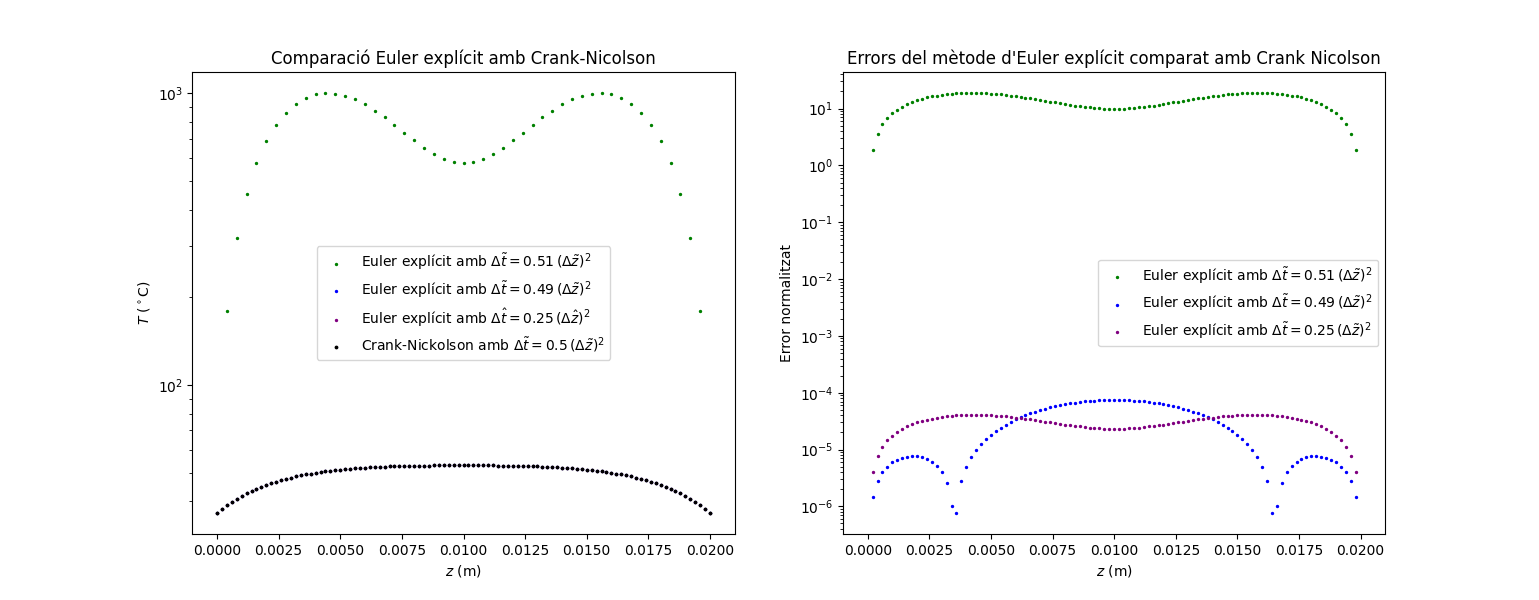 Comparació Euler explícit amb Crank-Nicolson
10³
10²
T (°C)
Euler explícit amb Δt̃ = 0.51 (Δz̃)²
Euler explícit amb Δt̃ = 0.49 (Δz̃)²
Euler explícit amb Δt̂ = 0.25 (Δẑ)²
Crank-Nickolson amb Δt̃ = 0.5 (Δz̃)²
0.0000 0.0025 0.0050 0.0075 0.0100 0.0125 0.0150 0.0175 0.0200
z (m)
Errors del mètode d'Euler explícit comparat amb Crank Nicolson
10¹
10⁰
10⁻¹
10⁻²
10⁻³
10⁻⁴
10⁻⁵
10⁻⁶
Error normalitzat
Euler explícit amb Δt̃ = 0.51 (Δz̃)²
Euler explícit amb Δt̃ = 0.49 (Δz̃)²
Euler explícit amb Δt̃ = 0.25 (Δz̃)²
0.0000 0.0025 0.0050 0.0075 0.0100 0.0125 0.0150 0.0175 0.0200
z (m)